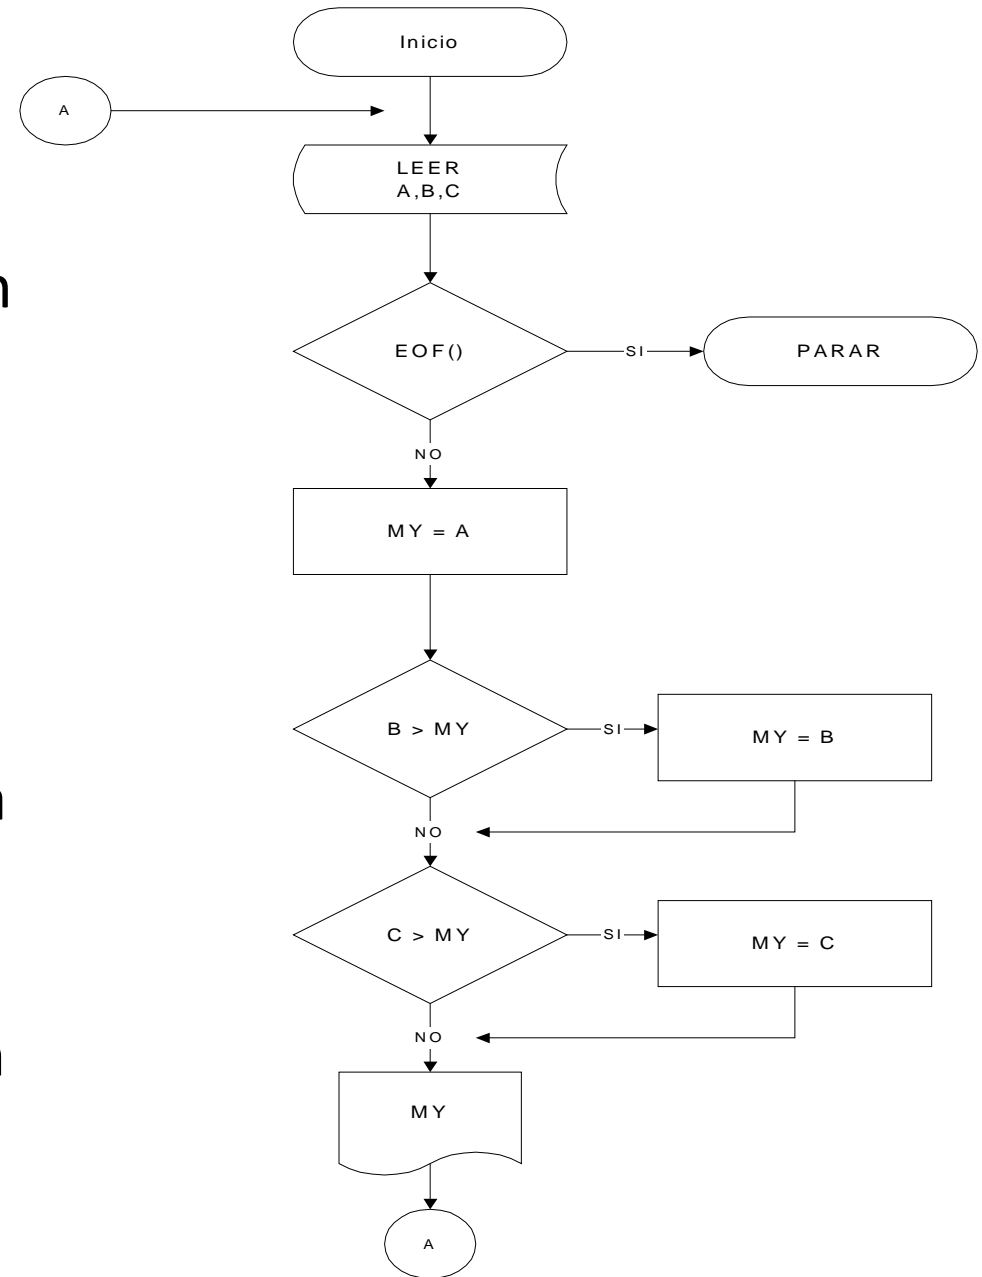 Inicio
A
LEER
A,B,C
n
EOF()
SI
PARAR
NO
MY = A
B > MY
SI
MY = B
n
NO
C > MY
SI
MY = C
NO
n
MY
A